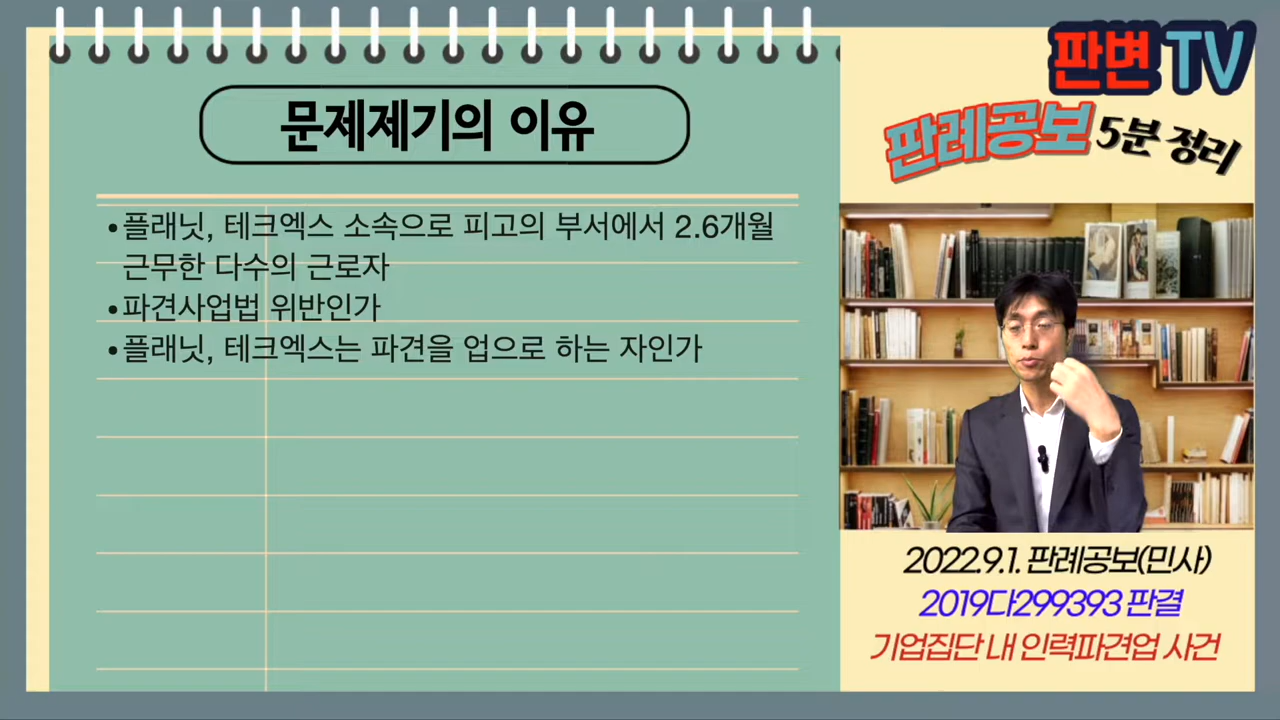 문제제기의 이유
•플래닛, 테크엑스 소속으로 피고의 부서에서 2.6개월
근무한 다수의 근로자
•파견사업법 위반인가
•플래닛, 테크엑스는 파견을 업으로 하는 자인가
판변 TV
판례공보 5분 정리
2022.9.1. 판례공보(민사)
2019다299393 판결
기업집단 내 인력파견업 사건